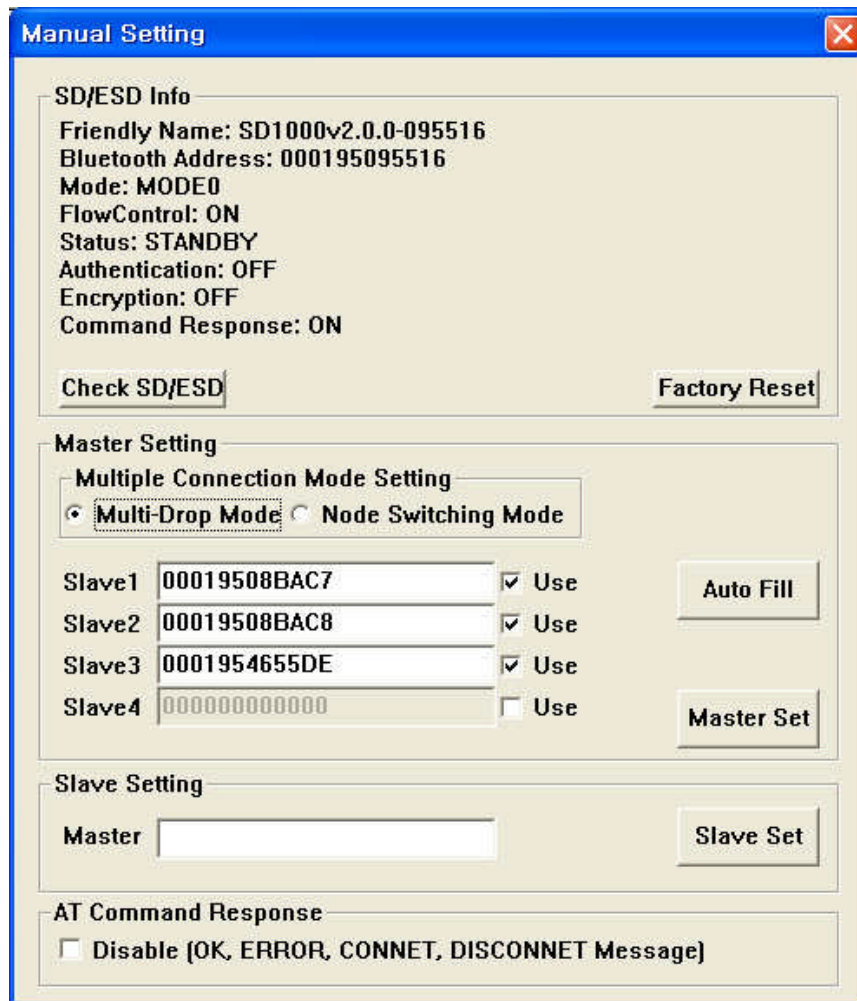 Manual Setting
SD/ESD Info
Friendly Name: SD1000v2.0.0-095516
Bluetooth Address: 000195095516
Mode: MODE0
FlowControl: ON
Status: STANDBY
Authentication: OFF
Encryption: OFF
Command Response: ON
Check SD/ESD Factory Reset
Master Setting
Multiple Connection Mode Setting
Multi-Drop Mode Node Switching Mode
Slave1 00019508BAC7 Use Auto Fill
Slave2 00019508BAC8 Use
Slave3 0001954655DE Use
Slave4 000000000000 Use Master Set
Slave Setting
Master Slave Set
AT Command Response
Disable (OK, ERROR, CONNET, DISCONNET Message)